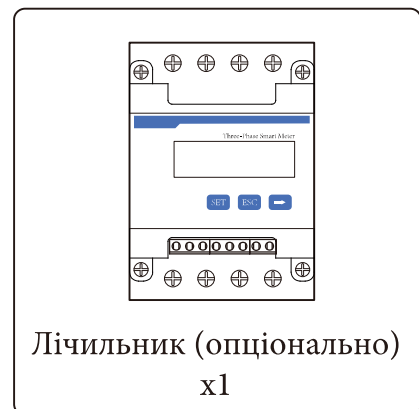 Three-Phase Smart Meter
SET ESC
Лічильник (опціонально)
x1